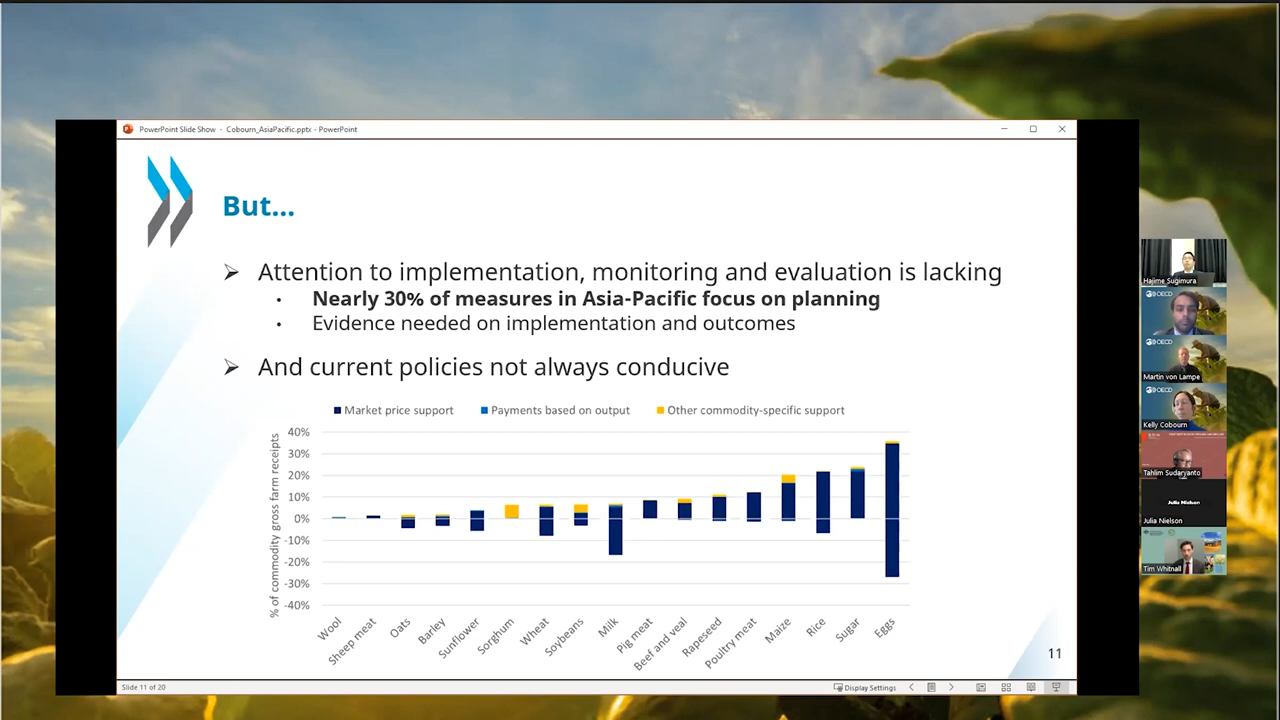 PowerPoint Slide Show - Cobourn_AsiaPacific.pptx - PowerPoint
But...
Attention to implementation, monitoring and evaluation is lacking
Nearly 30% of measures in Asia-Pacific focus on planning
Evidence needed on implementation and outcomes
And current policies not always conducive
Market price support
Payments based on output
Other commodity-specific support
% of commodity gross farm receipts
40%
30%
20%
10%
0%
-10%
-20%
-30%
-40%
Wool
Sheep meat
Oats
Barley
Sunflower
Sorghum
Wheat
Soybeans
Milk
Pig meat
Beef and veal
Rapeseed
Poultry meat
Maize
Rice
Sugar
Eggs
11
Slide 11 of 20
Display Settings
Hajime Sugimura
OECD
OECD
Martin von Lampe
OECD
Kelly Cobourn
Tahlim Sudaryanto
Julia Nielson
Julia Nielson
Tim Whitnall